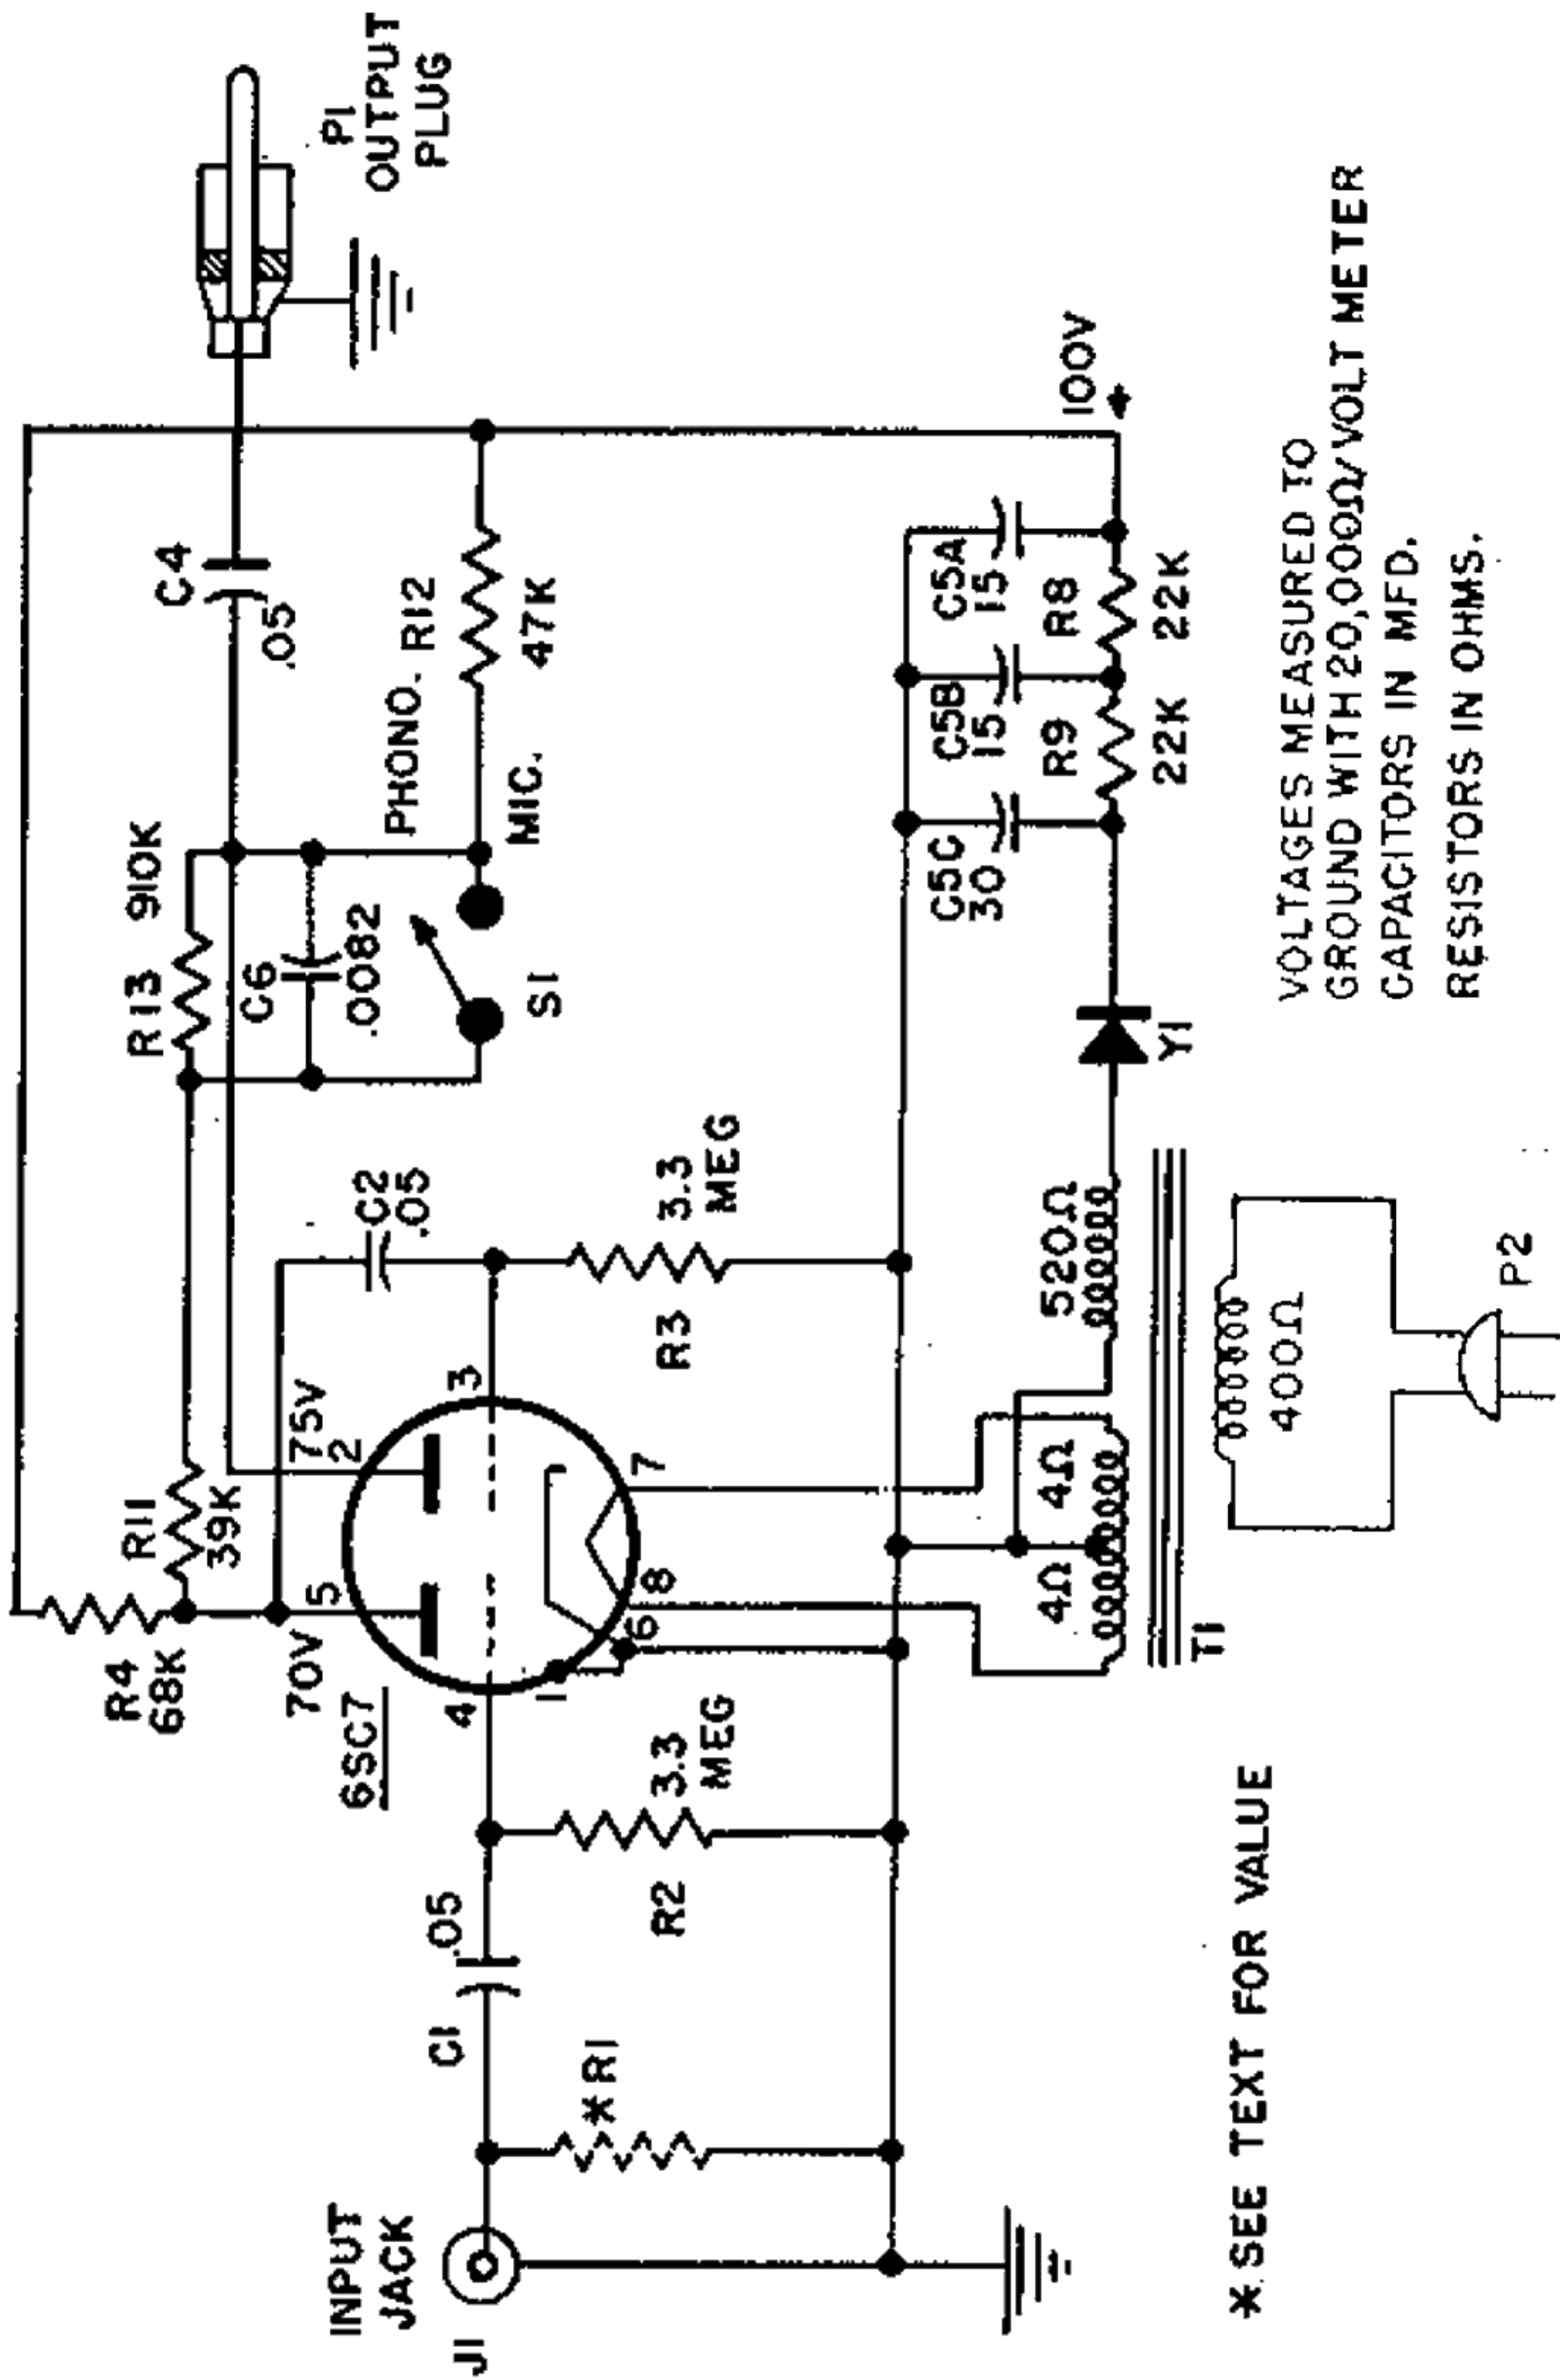 INPUT
JACK
J1
C1
.05
*R1
R2
3.3
MEG
6SC7
R4
68K
70V
5
4
1
6
8
7
3
75V
2
R11
39K
C2
.05
R3
3.3
MEG
R13 910K
C6
.0082
S1
PHONO.
MIC.
R12
47K
C4
.05
P1
OUTPUT
PLUG
C5C
30
C5B
15
C5A
15
R9
22K
R8
22K
100V
Y1
520Ω
4Ω
4Ω
T1
400Ω
P2
*SEE TEXT FOR VALUE
VOLTAGES MEASURED TO
GROUND WITH 20,000Ω/VOLT METER
CAPACITORS IN MFD.
RESISTORS IN OHMS.